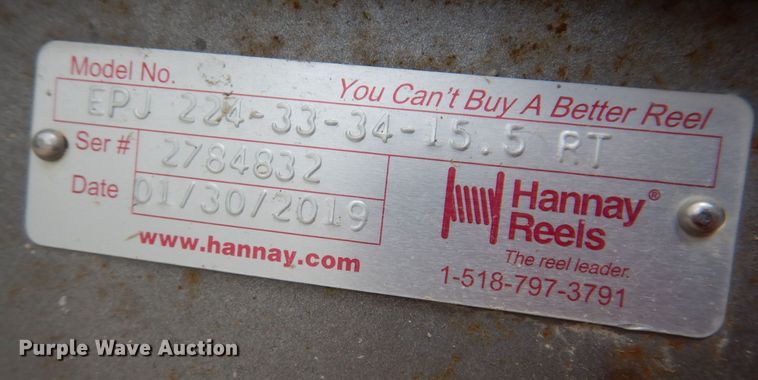 Model No.
You Can't Buy A Better Reel
EPJ 224-33-34-15.5 RT
Ser # 2784832
Date 01/30/2019
www.hannay.com
Hannay®
Reels
The reel leader.
1-518-797-3791
Purple Wave Auction